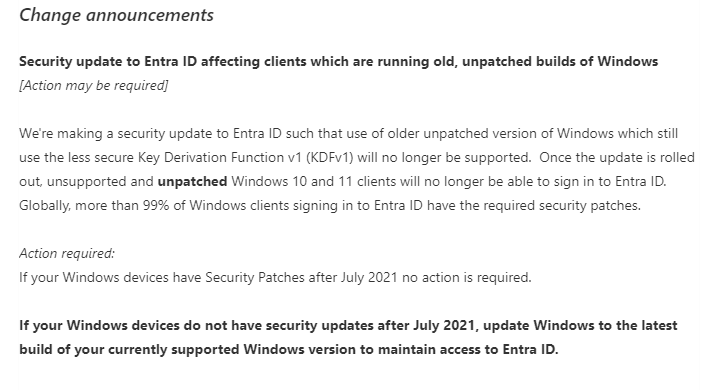 Change announcements
Security update to Entra ID affecting clients which are running old, unpatched builds of Windows
[Action may be required]
We're making a security update to Entra ID such that use of older unpatched version of Windows which still
use the less secure Key Derivation Function v1 (KDFv1) will no longer be supported.  Once the update is rolled
out, unsupported and unpatched Windows 10 and 11 clients will no longer be able to sign in to Entra ID.
Globally, more than 99% of Windows clients signing in to Entra ID have the required security patches.
Action required:
If your Windows devices have Security Patches after July 2021 no action is required.
If your Windows devices do not have security updates after July 2021, update Windows to the latest
build of your currently supported Windows version to maintain access to Entra ID.